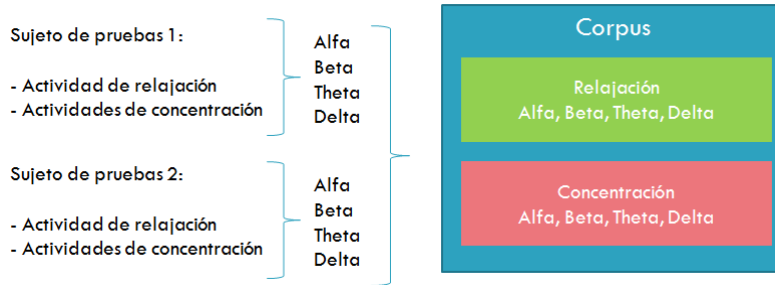 Sujeto de pruebas 1:
- Actividad de relajación
- Actividades de concentración
Alfa
Beta
Theta
Delta
Sujeto de pruebas 2:
- Actividad de relajación
- Actividades de concentración
Alfa
Beta
Theta
Delta
Corpus
Relajación
Alfa, Beta, Theta, Delta
Concentración
Alfa, Beta, Theta, Delta